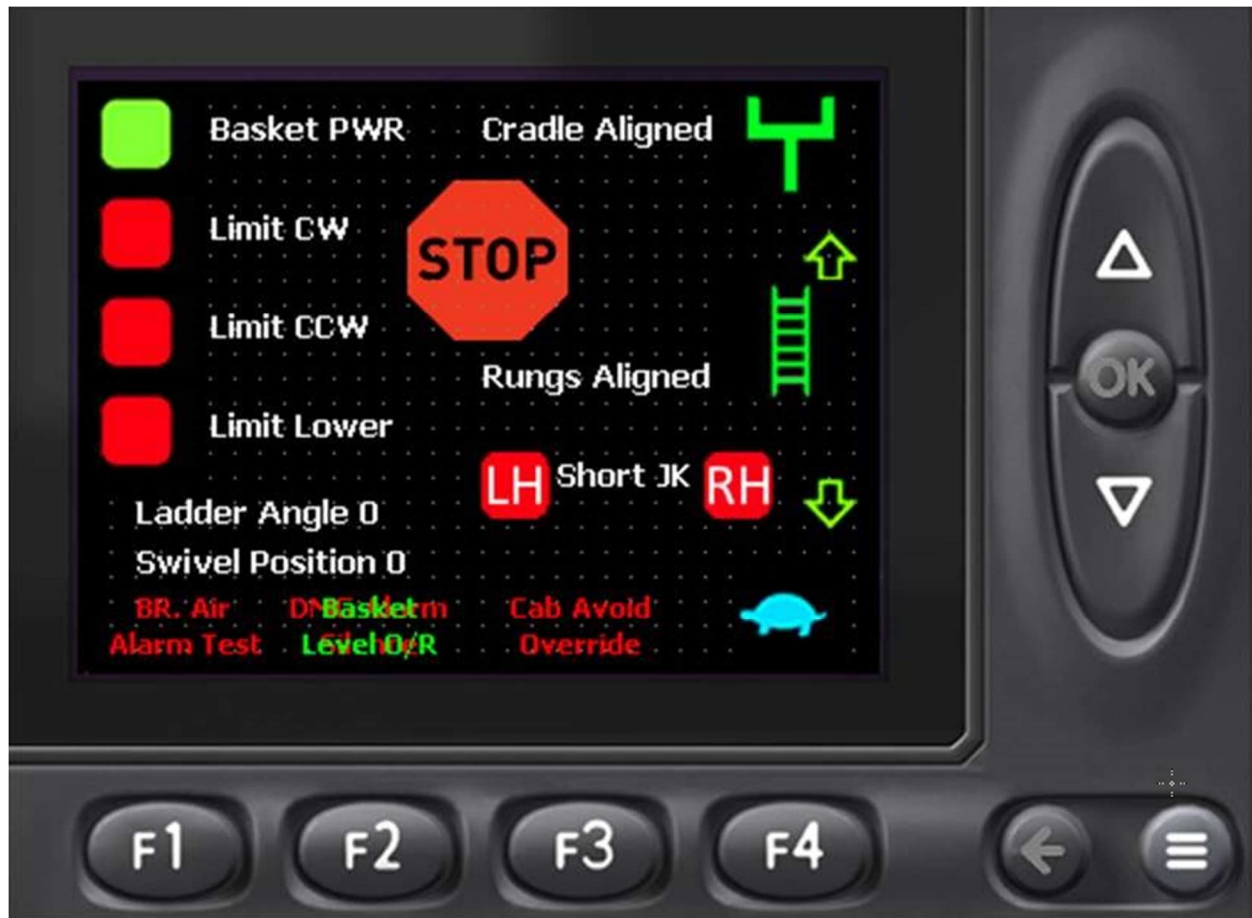 Basket PWR
Cradle Aligned
Limit CW
STOP
Limit CCW
Rungs Aligned
Limit Lower
LH Short JK RH
Ladder Angle 0
Swivel Position 0
BR. Air
Alarm Test
Basket
Level O/R
Cab Avoid
Override
OK
F1 F2 F3 F4